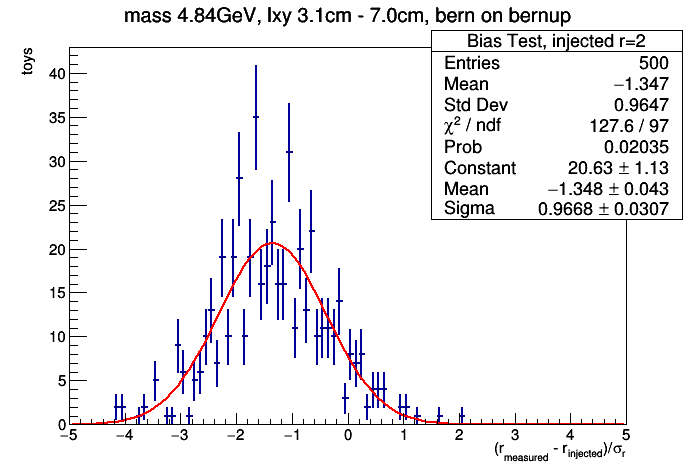 mass 4.84GeV, lxy 3.1cm - 7.0cm, bern on bernup
Bias Test, injected r=2
Entries 500
Mean −1.347
Std Dev 0.9647
χ² / ndf 127.6 / 97
Prob 0.02035
Constant 20.63 ± 1.13
Mean −1.348 ± 0.043
Sigma 0.9668 ± 0.0307
toys
40
35
30
25
20
15
10
5
0
−5 −4 −3 −2 −1 0 1 2 3 4 5
(r_measured - r_injected)/σ_r